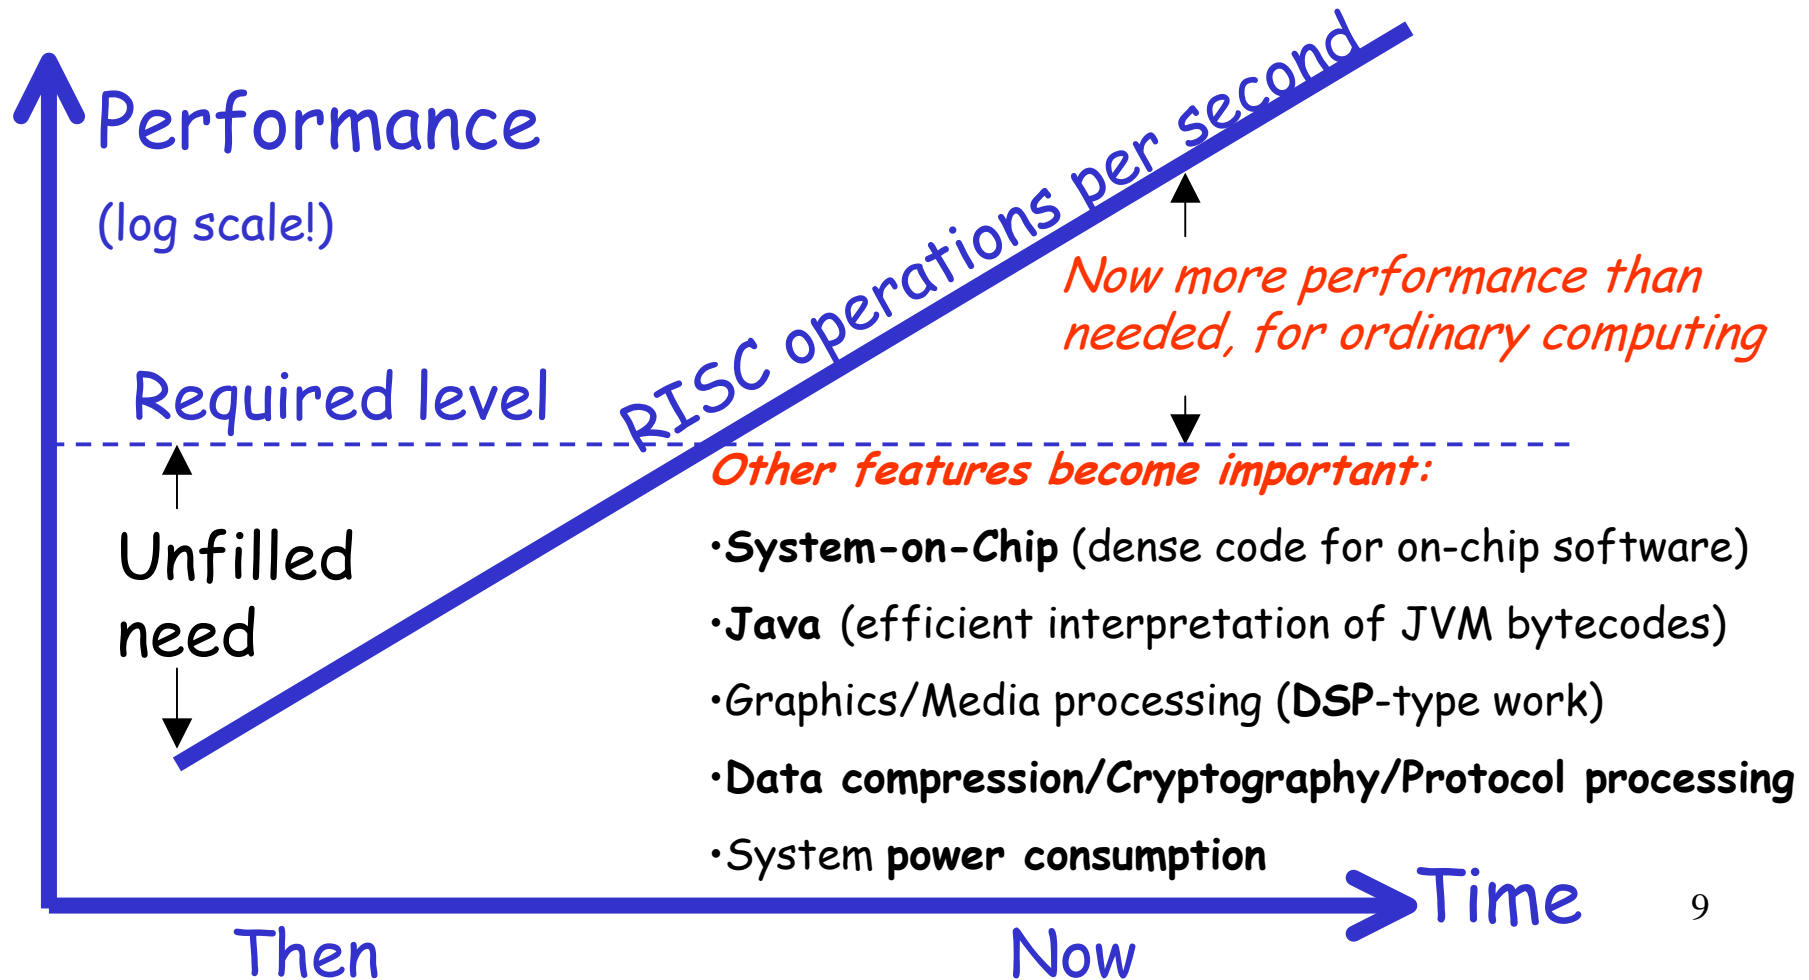 Performance
(log scale!)
RISC operations per second
Now more performance than
needed, for ordinary computing
Required level
Unfilled
need
Other features become important:
•System-on-Chip (dense code for on-chip software)
•Java (efficient interpretation of JVM bytecodes)
•Graphics/Media processing (DSP-type work)
•Data compression/Cryptography/Protocol processing
•System power consumption
Time
9
Then
Now